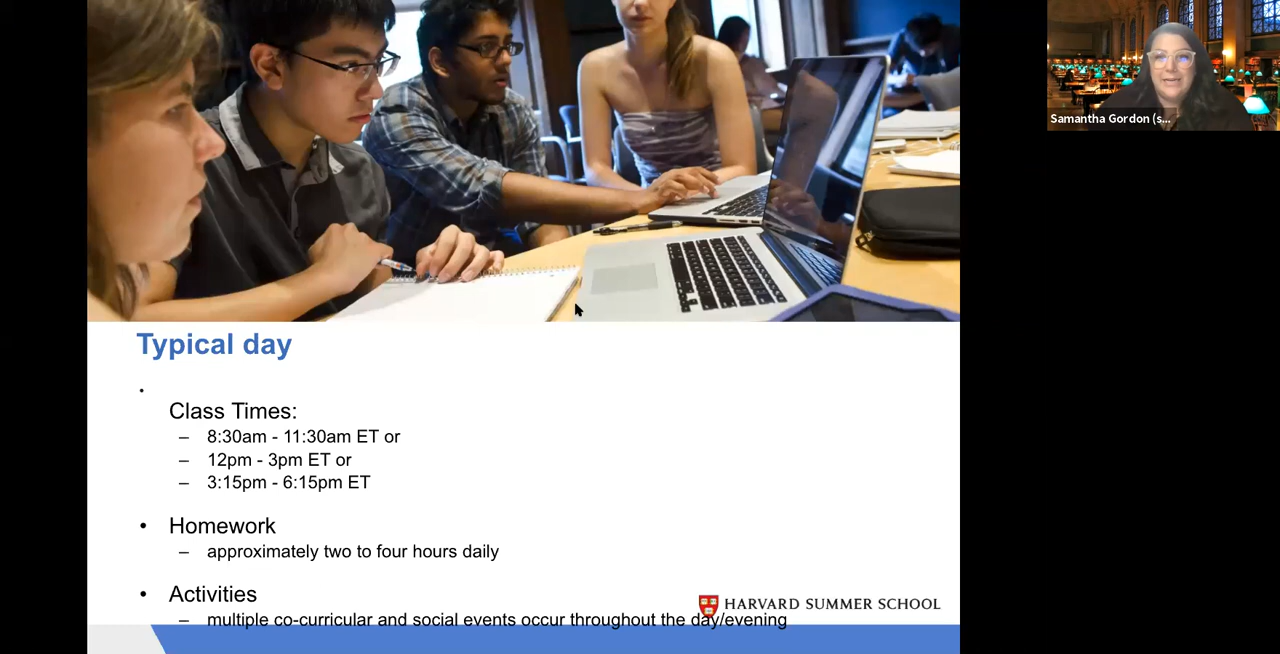 Samantha Gordon (s...
Typical day
•
Class Times:
– 8:30am - 11:30am ET or
– 12pm - 3pm ET or
– 3:15pm - 6:15pm ET
• Homework
– approximately two to four hours daily
• Activities
HARVARD SUMMER SCHOOL
– multiple co-curricular and social events occur throughout the day/evening